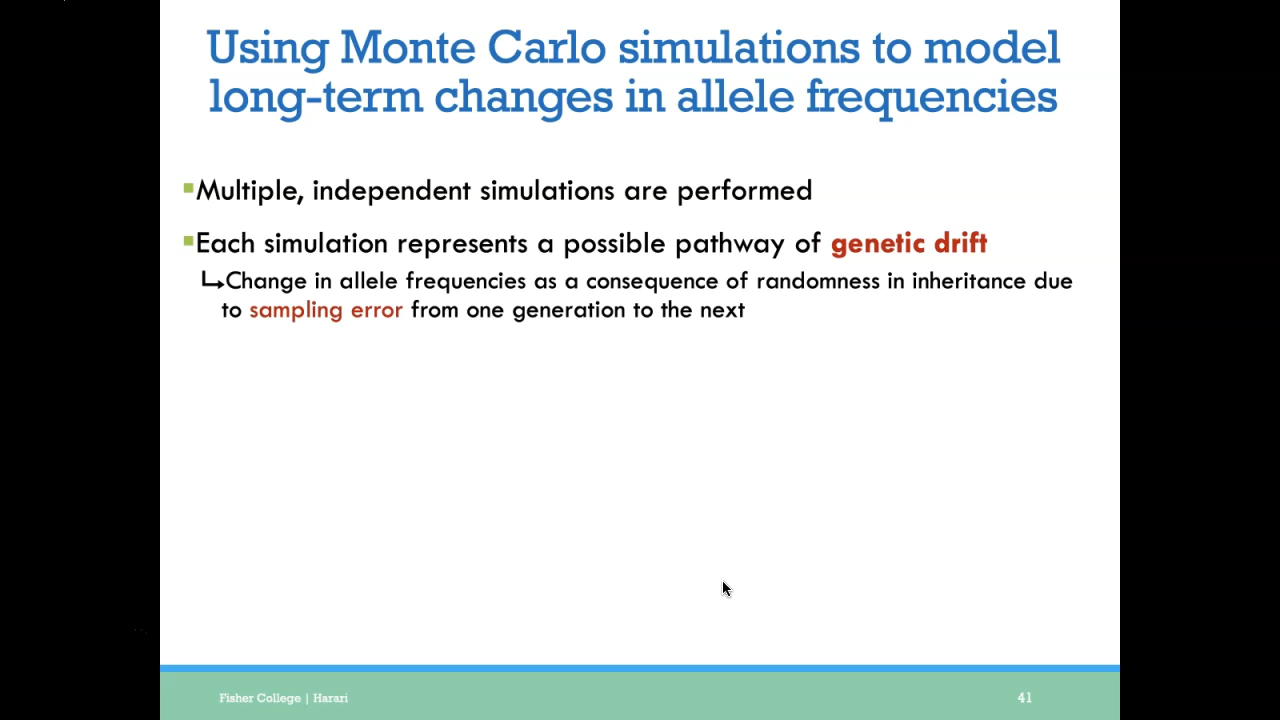 Using Monte Carlo simulations to model
long-term changes in allele frequencies
▪Multiple, independent simulations are performed
▪Each simulation represents a possible pathway of genetic drift
↳Change in allele frequencies as a consequence of randomness in inheritance due
to sampling error from one generation to the next
Fisher College | Harari
41